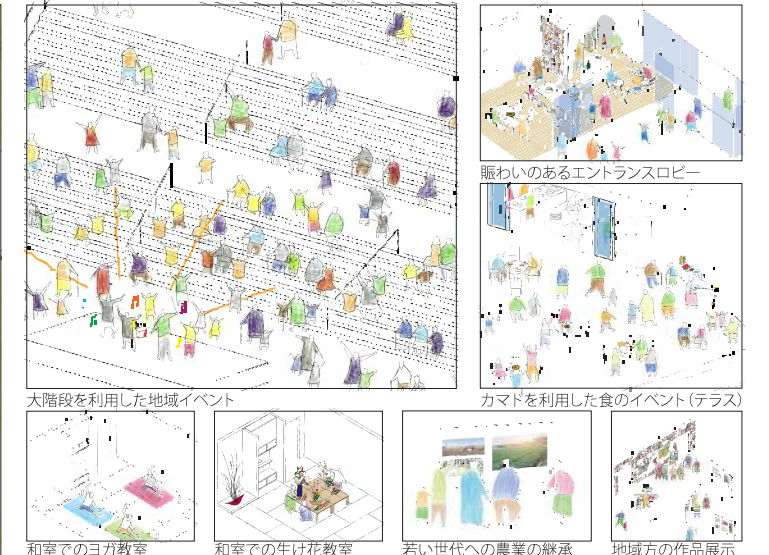 賑わいのあるエントランスロビー
大階段を利用した地域イベント
カマドを利用した食のイベント(テラス)
和室でのヨガ教室
和室での生け花教室
若い世代への農業の継承
地域方の作品展示